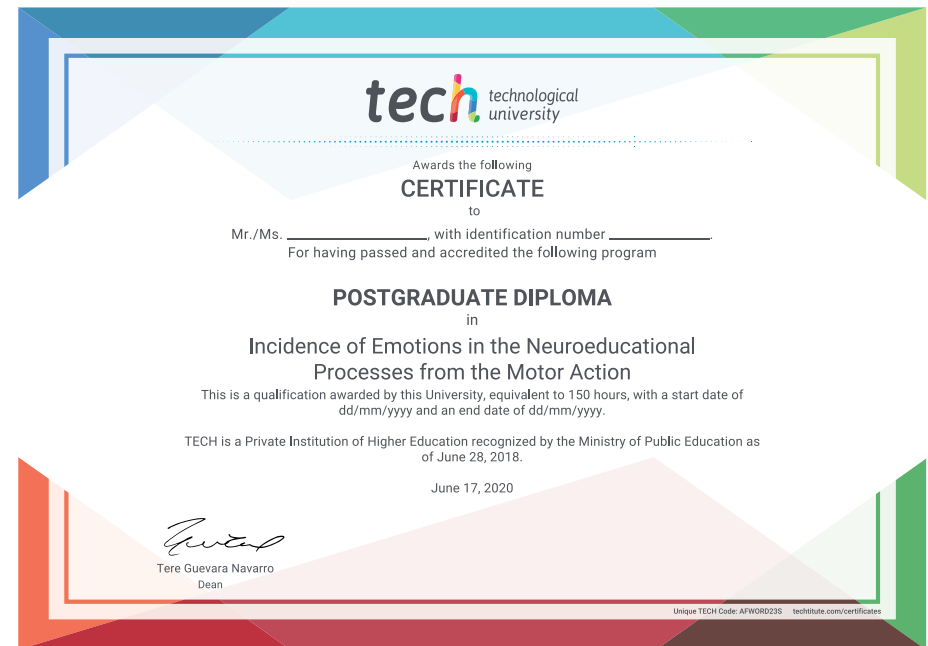 tech technological
university
Awards the following
CERTIFICATE
to
Mr./Ms. ____________________, with identification number ______________.
For having passed and accredited the following program
POSTGRADUATE DIPLOMA
in
Incidence of Emotions in the Neuroeducational
Processes from the Motor Action
This is a qualification awarded by this University, equivalent to 150 hours, with a start date of
dd/mm/yyyy and an end date of dd/mm/yyyy.
TECH is a Private Institution of Higher Education recognized by the Ministry of Public Education as
of June 28, 2018.
June 17, 2020
Tere Guevara Navarro
Dean
Unique TECH Code: AFWORD23S techtitute.com/certificates